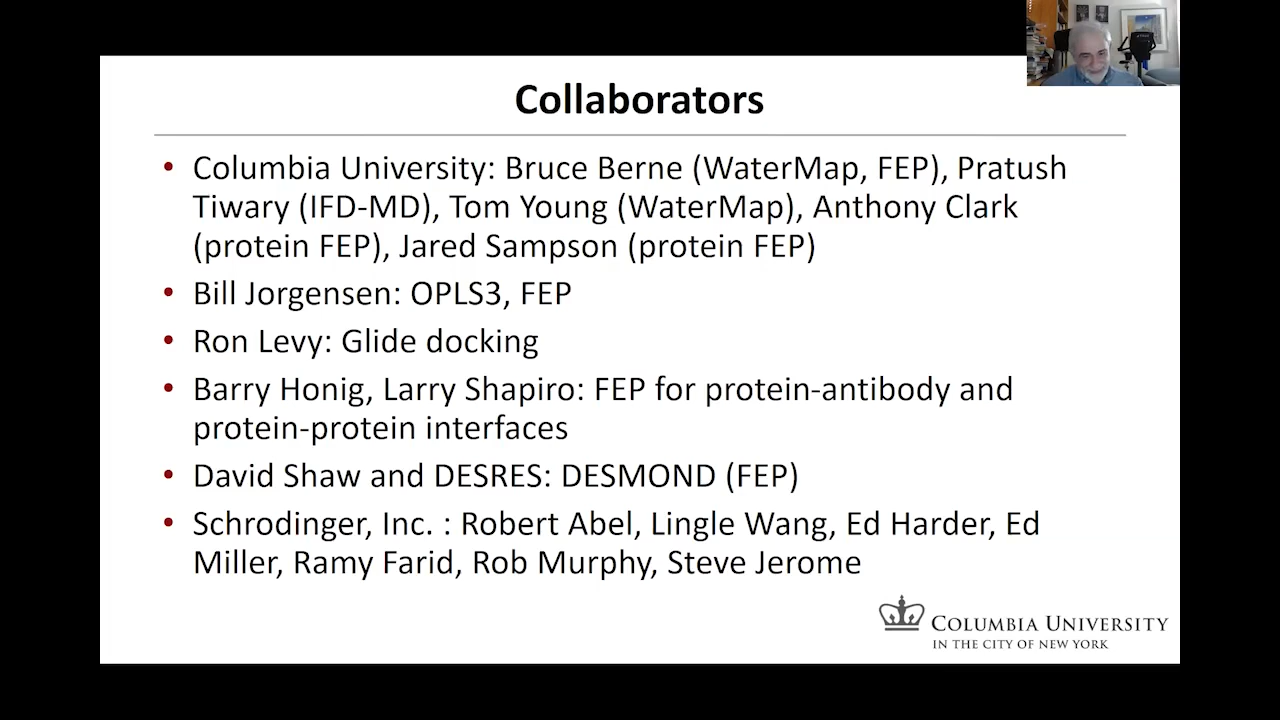 Collaborators
• Columbia University: Bruce Berne (WaterMap, FEP), Pratush
Tiwary (IFD-MD), Tom Young (WaterMap), Anthony Clark
(protein FEP), Jared Sampson (protein FEP)
• Bill Jorgensen: OPLS3, FEP
• Ron Levy: Glide docking
• Barry Honig, Larry Shapiro: FEP for protein-antibody and
protein-protein interfaces
• David Shaw and DESRES: DESMOND (FEP)
• Schrodinger, Inc. : Robert Abel, Lingle Wang, Ed Harder, Ed
Miller, Ramy Farid, Rob Murphy, Steve Jerome
COLUMBIA UNIVERSITY
IN THE CITY OF NEW YORK